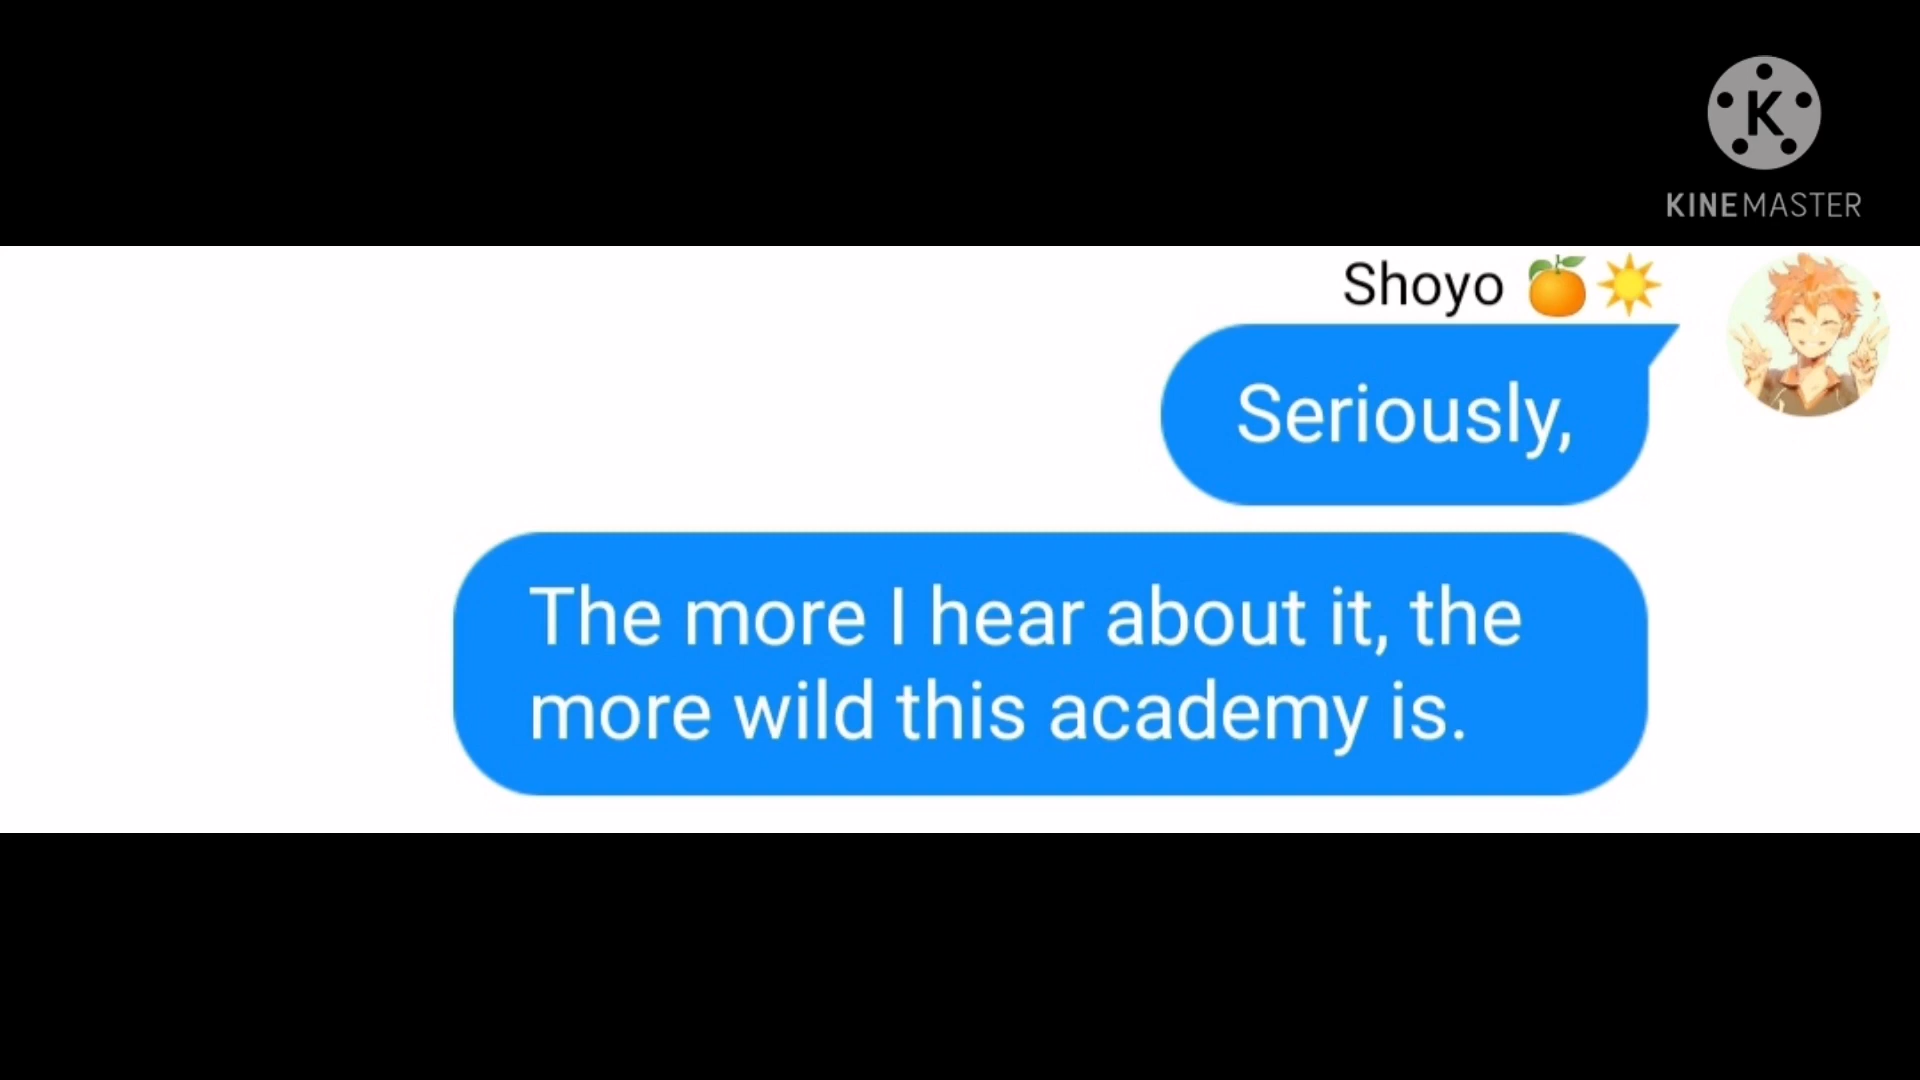 K
KINEMASTER
Shoyo 🍊☀️
Seriously,
The more I hear about it, the
more wild this academy is.